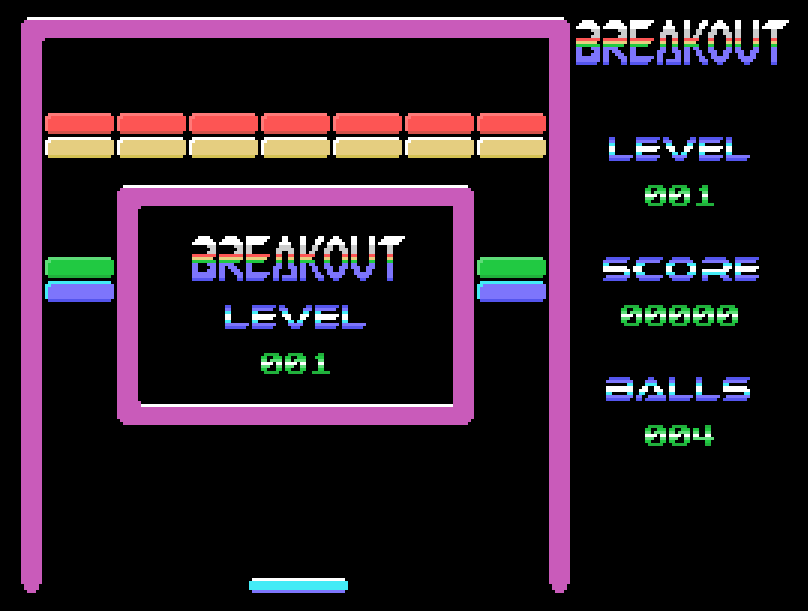 BREAKOUT
LEVEL
001
BREAKOUT
LEVEL
001
SCORE
00000
BALLS
004